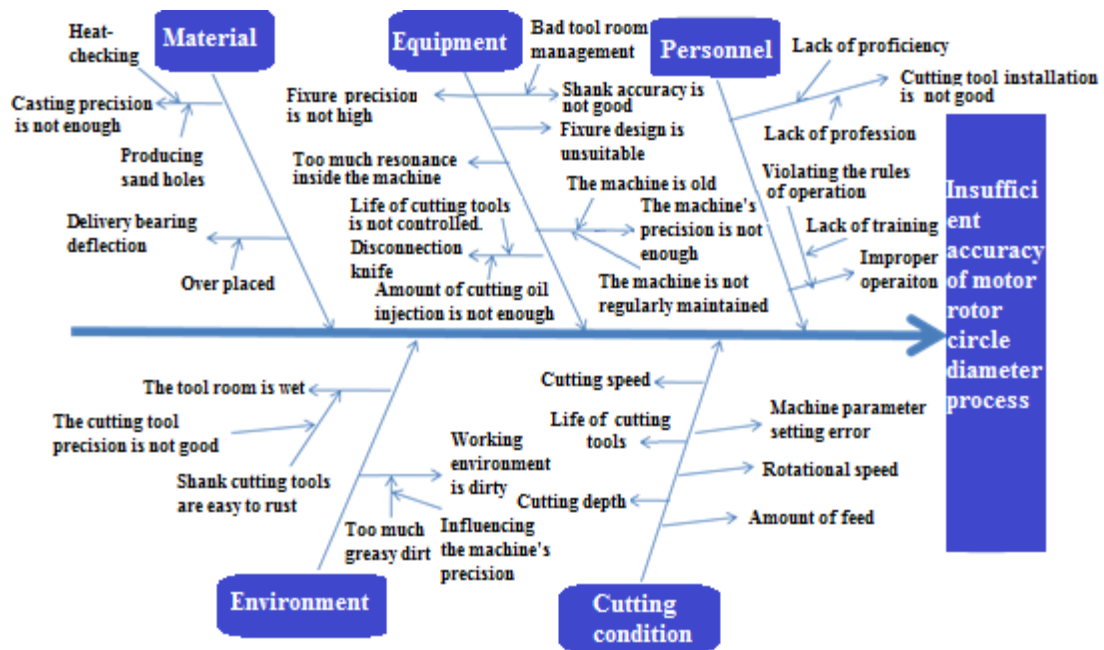 Material
Heat-
checking
Casting precision
is not enough
Producing
sand holes
Delivery bearing
deflection
Over placed
Equipment
Bad tool room
management
Fixure precision
is not high
Shank accuracy is
not good
Fixure design is
unsuitable
Too much resonance
inside the machine
The machine is old
Life of cutting tools
is not controlled.
The machine's
precision is not
enough
Disconnection
knife
Amount of cutting oil
injection is not enough
The machine is not
regularly maintained
Personnel
Lack of proficiency
Cutting tool installation
is not good
Lack of profession
Violating the rules
of operation
Lack of training
Improper
operaiton
Insuffici
ent
accuracy
of motor
rotor
circle
diameter
process
The tool room is wet
The cutting tool
precision is not good
Shank cutting tools
are easy to rust
Working
environment
is dirty
Too much
greasy dirt
Influencing
the machine's
precision
Environment
Cutting speed
Life of cutting
tools
Machine parameter
setting error
Rotational speed
Cutting depth
Amount of feed
Cutting
condition